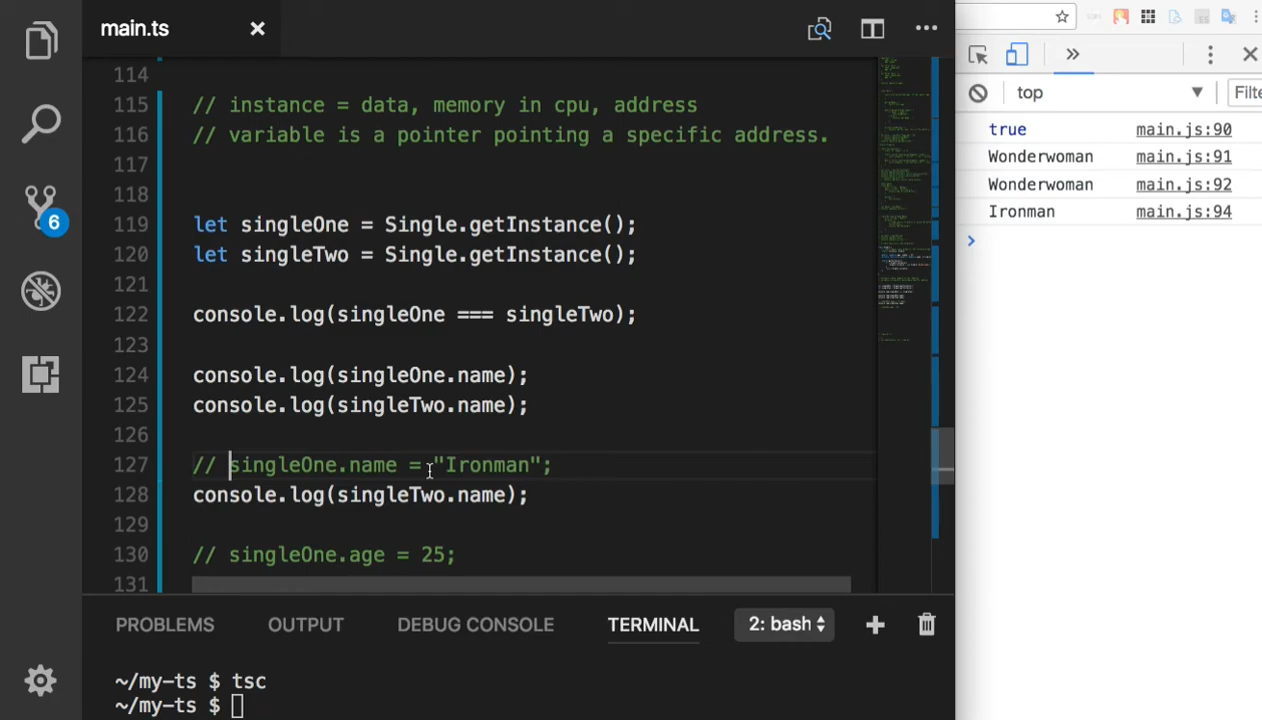 main.ts
114
115 // instance = data, memory in cpu, address
116 // variable is a pointer pointing a specific address.
117
118
119 let singleOne = Single.getInstance();
120 let singleTwo = Single.getInstance();
121
122 console.log(singleOne === singleTwo);
123
124 console.log(singleOne.name);
125 console.log(singleTwo.name);
126
127 // singleOne.name = "Ironman";
128 console.log(singleTwo.name);
129
130 // singleOne.age = 25;
131
6
PROBLEMS OUTPUT DEBUG CONSOLE TERMINAL 2: bash
~/my-ts $ tsc
~/my-ts $
top Filte
true main.js:90
Wonderwoman main.js:91
Wonderwoman main.js:92
Ironman main.js:94